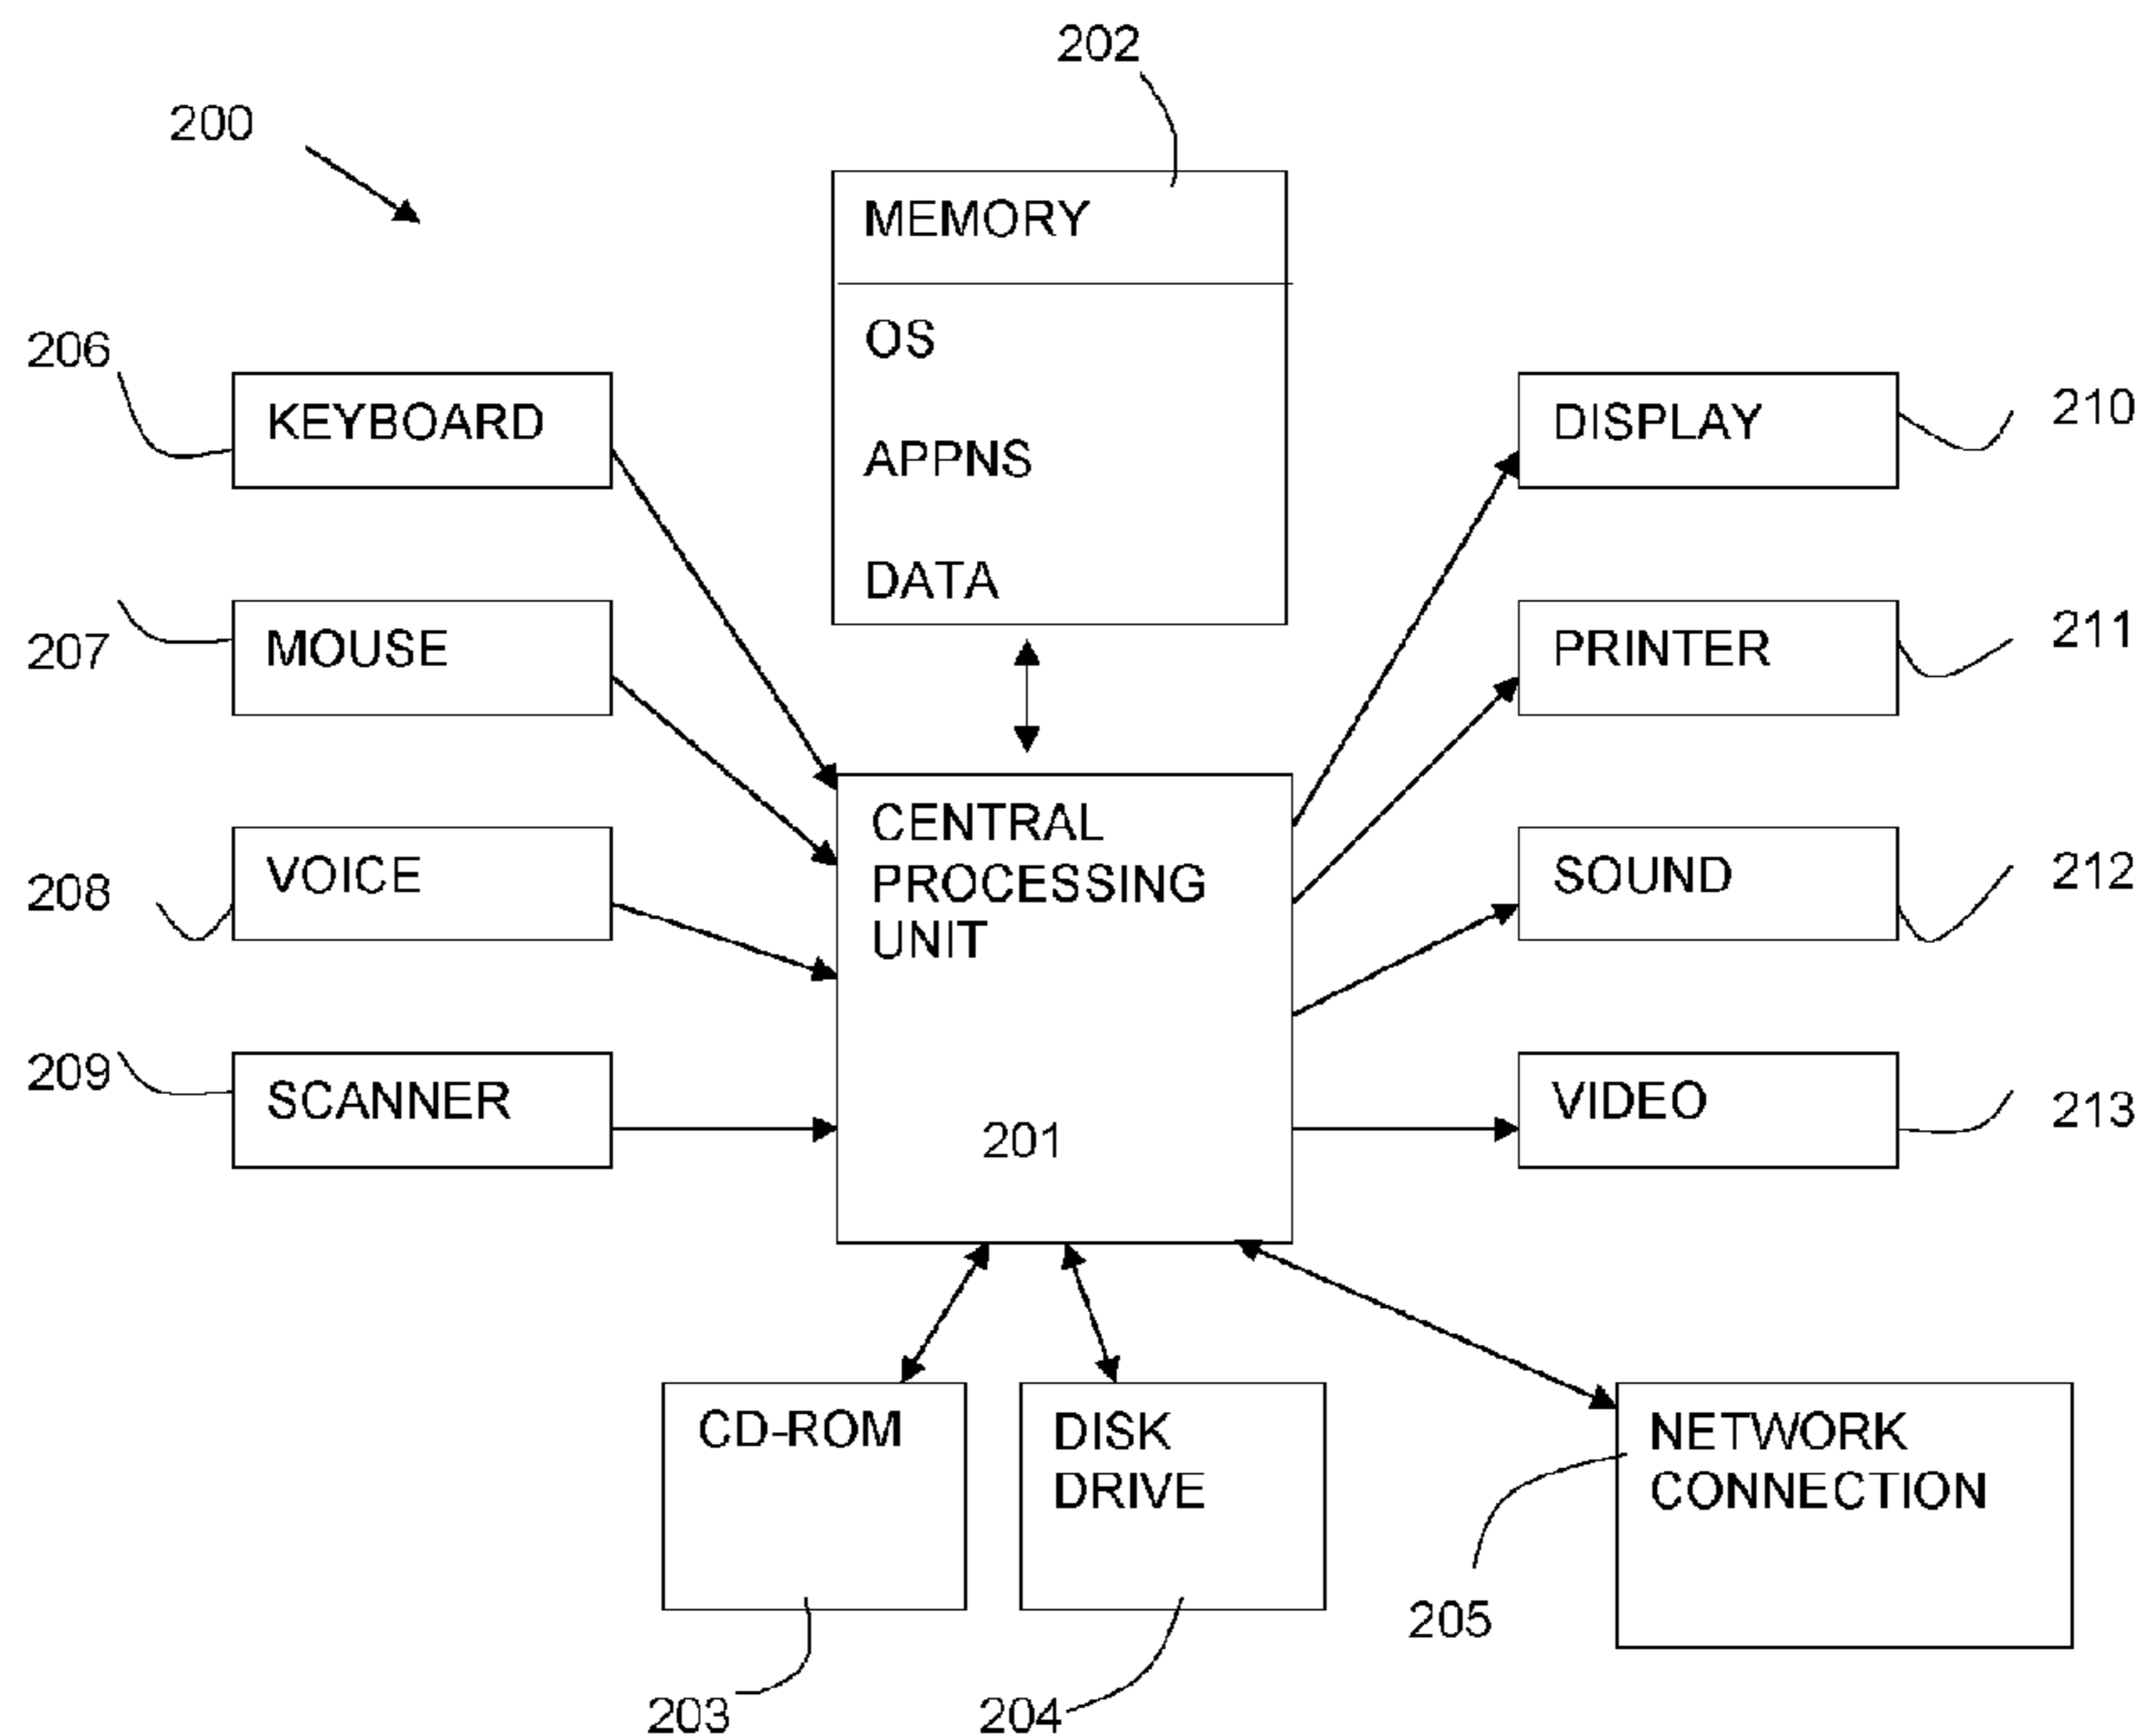 202
200
MEMORY
OS
APPNS
DATA
206
KEYBOARD
207
MOUSE
208
VOICE
209
SCANNER
CENTRAL
PROCESSING
UNIT
201
DISPLAY
210
PRINTER
211
SOUND
212
VIDEO
213
CD-ROM
203
DISK
DRIVE
204
NETWORK
CONNECTION
205